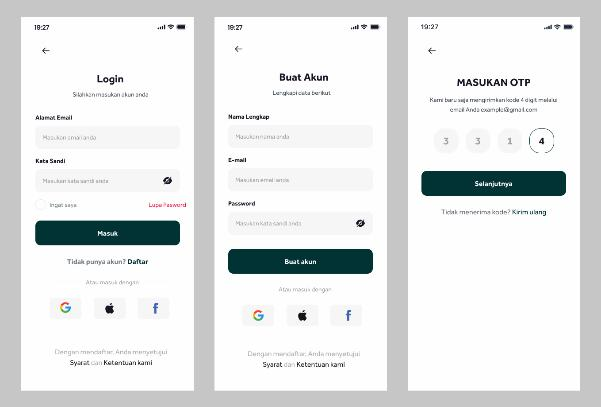 19:27
Login
Silahkan masukan akun anda
Alamat Email
Masukan email anda
Kata Sandi
Masukan kata sandi anda
Ingat saya
Lupa Pasword
Masuk
Tidak punya akun? Daftar
Atau masuk dengan
Dengan mendaftar, Anda menyetujui
Syarat dan Ketentuan kami
19:27
Buat Akun
Lengkapi data berikut
Nama Lengkap
Masukan nama anda
E-mail
Masukan emel anda
Password
Masukan kata sandi anda
Buat akun
Atau masuk dengan
Dengan mendaftar, Anda menyetujui
Syarat dan Ketentuan kami
19:27
MASUKAN OTP
Kami baru saja mengirimkan kode 4 digit melalui
email Anda example@gmail.com
3 3 1 4
Selanjutnya
Tidak menerima kode? Kirim ulang